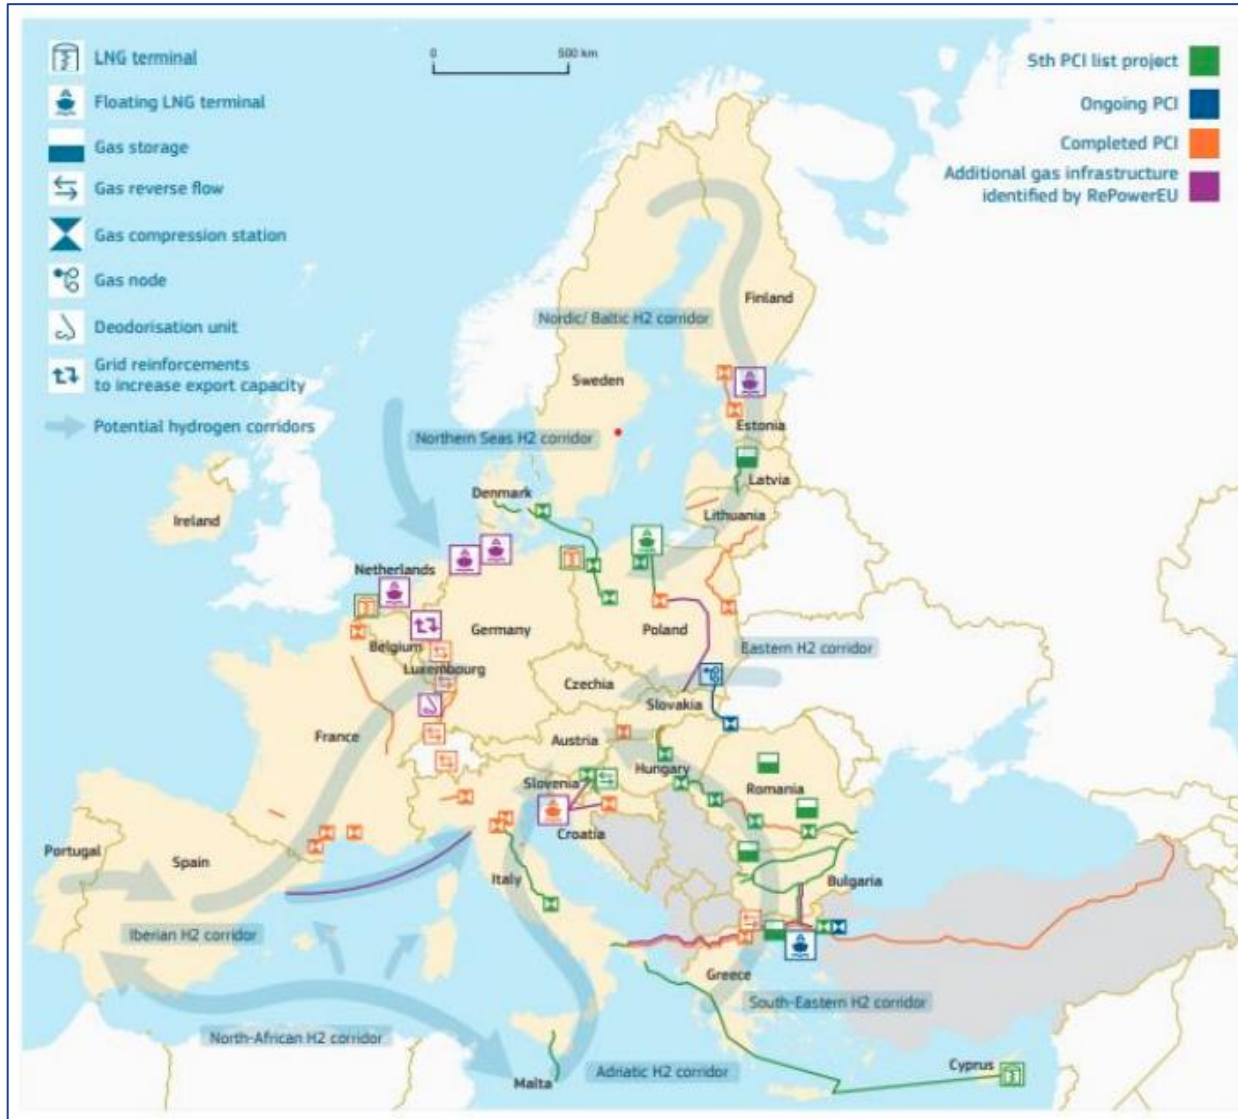 0 500 km
LNG terminal
Floating LNG terminal
Gas storage
Gas reverse flow
Gas compression station
Gas node
Deodorisation unit
Grid reinforcements
to increase export capacity
Potential hydrogen corridors
5th PCI list project
Ongoing PCI
Completed PCI
Additional gas infrastructure
identified by RePowerEU
Finland
Nordic/ Baltic H2 corridor
Sweden
Estonia
Northern Seas H2 corridor
Latvia
Denmark
Lithuania
Ireland
Netherlands
Germany
Poland
Belgium
Eastern H2 corridor
Luxembourg
Czechia
Slovakia
France
Austria
Hungary
Slovenia
Romania
Croatia
Portugal
Spain
Italy
Bulgaria
Iberian H2 corridor
Greece
South-Eastern H2 corridor
North-African H2 corridor
Cyprus
Adriatic H2 corridor
Malta